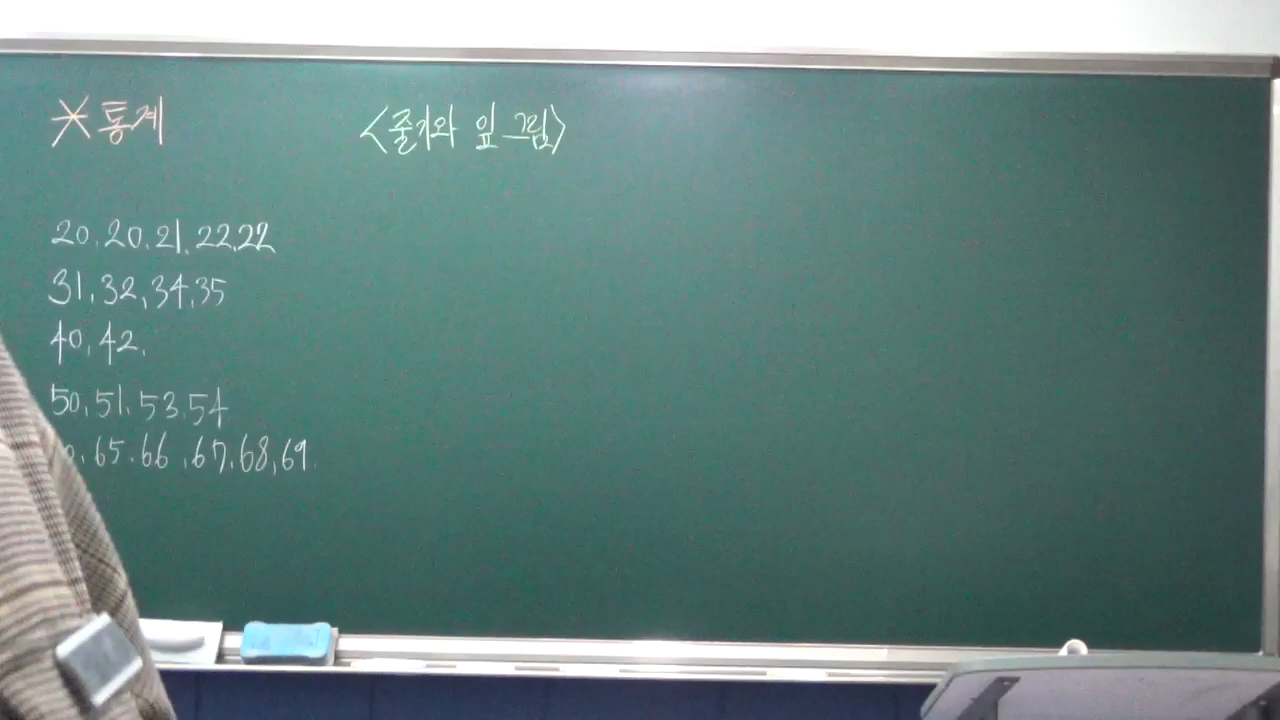 *통계
<줄기와 잎 그림>
20, 20, 21, 22, 22
31, 32, 34, 35
40, 42,
50, 51, 53, 54
0, 65, 66, 67, 68, 69